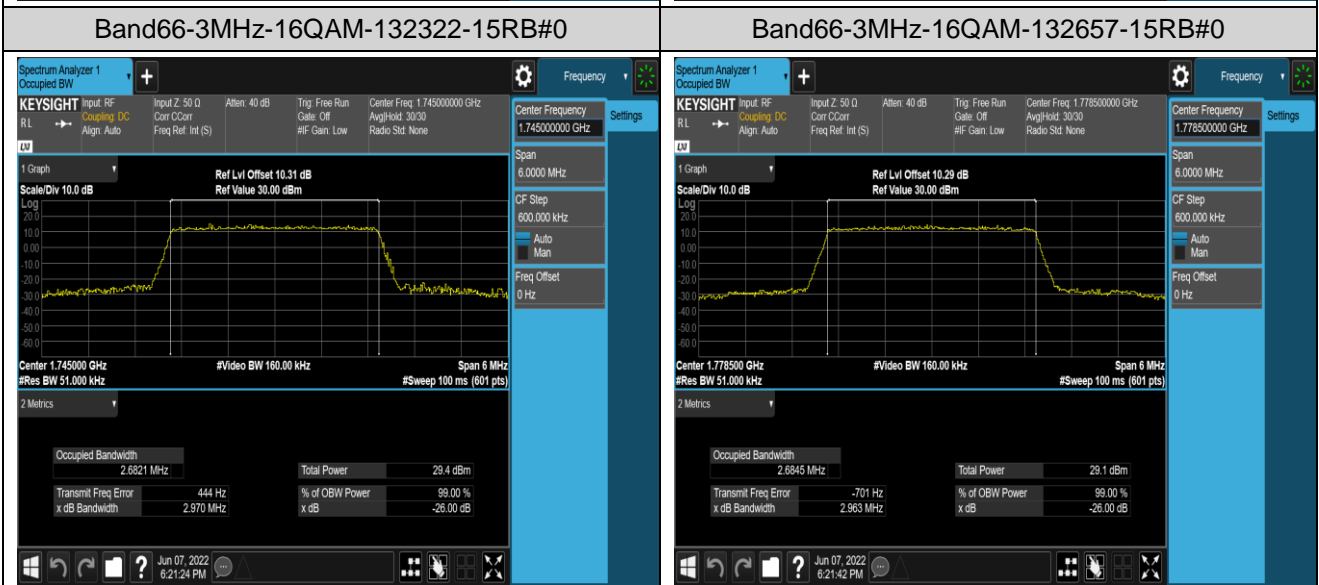 Band66-3MHz-16QAM-132322-15RB#0
Spectrum Analyzer 1
Occupied BW
Frequency
KEYSIGHT
RL
LXI
Input: RF
Coupling: DC
Align: Auto
Input Z: 50 Ω
Corr CCorr
Freq Ref: Int (S)
Atten: 40 dB
Trig: Free Run
Gate: Off
#IF Gain: Low
Center Freq: 1.745000000 GHz
Avg|Hold: 30/30
Radio Std: None
Center Frequency
1.745000000 GHz
Settings
Span
6.0000 MHz
CF Step
600.000 kHz
Auto
Man
Freq Offset
0 Hz
1 Graph
Ref Lvl Offset 10.31 dB
Scale/Div 10.0 dB
Ref Value 30.00 dBm
Log
20.0
10.0
0.00
-10.0
-20.0
-30.0
-40.0
-50.0
-60.0
Center 1.745000 GHz
#Video BW 160.00 kHz
Span 6 MHz
#Res BW 51.000 kHz
#Sweep 100 ms (601 pts)
2 Metrics
Occupied Bandwidth
2.6821 MHz
Total Power 29.4 dBm
Transmit Freq Error 444 Hz
% of OBW Power 99.00 %
x dB Bandwidth 2.970 MHz
x dB -26.00 dB
?
Jun 07, 2022
6:21:24 PM
Band66-3MHz-16QAM-132657-15RB#0
Spectrum Analyzer 1
Occupied BW
Frequency
KEYSIGHT
RL
LXI
Input: RF
Coupling: DC
Align: Auto
Input Z: 50 Ω
Corr CCorr
Freq Ref: Int (S)
Atten: 40 dB
Trig: Free Run
Gate: Off
#IF Gain: Low
Center Freq: 1.778500000 GHz
Avg|Hold: 30/30
Radio Std: None
Center Frequency
1.778500000 GHz
Settings
Span
6.0000 MHz
CF Step
600.000 kHz
Auto
Man
Freq Offset
0 Hz
1 Graph
Ref Lvl Offset 10.29 dB
Scale/Div 10.0 dB
Ref Value 30.00 dBm
Log
20.0
10.0
0.00
-10.0
-20.0
-30.0
-40.0
-50.0
-60.0
Center 1.778500 GHz
#Video BW 160.00 kHz
Span 6 MHz
#Res BW 51.000 kHz
#Sweep 100 ms (601 pts)
2 Metrics
Occupied Bandwidth
2.6845 MHz
Total Power 29.1 dBm
Transmit Freq Error -701 Hz
% of OBW Power 99.00 %
x dB Bandwidth 2.963 MHz
x dB -26.00 dB
?
Jun 07, 2022
6:21:42 PM